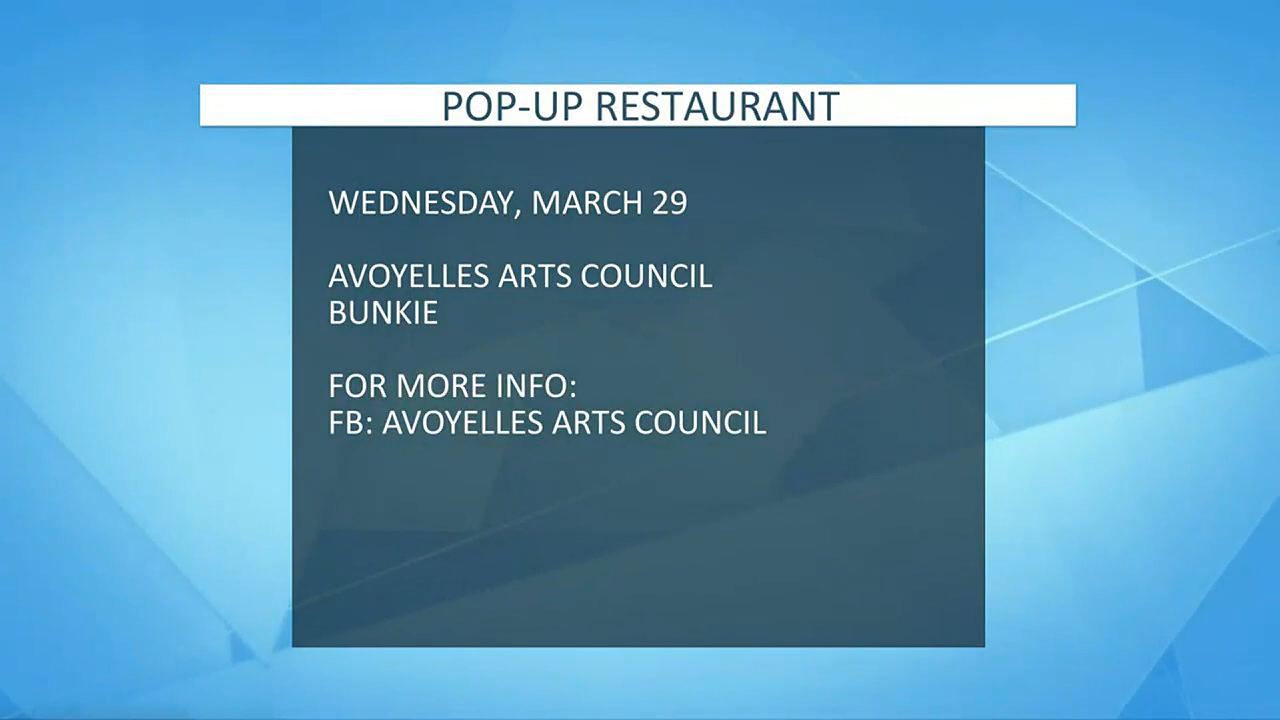 POP-UP RESTAURANT
WEDNESDAY, MARCH 29
AVOYELLES ARTS COUNCIL
BUNKIE
FOR MORE INFO:
FB: AVOYELLES ARTS COUNCIL